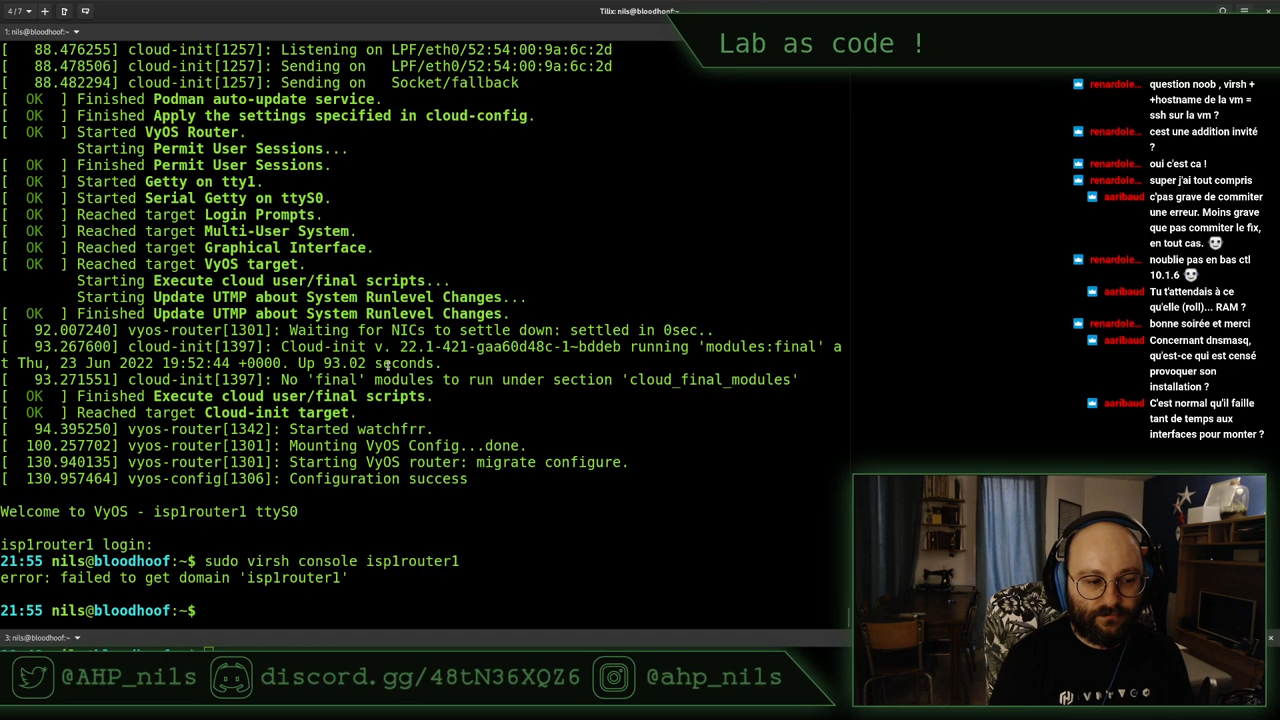 4 / 7
Tilix: nils@bloodhoof:~
1: nils@bloodhoof:~
Lab as code !
[   88.476255] cloud-init[1257]: Listening on LPF/eth0/52:54:00:9a:6c:2d
[   88.478506] cloud-init[1257]: Sending on   LPF/eth0/52:54:00:9a:6c:2d
[   88.482294] cloud-init[1257]: Sending on   Socket/fallback
[  OK  ] Finished Podman auto-update service.
[  OK  ] Finished Apply the settings specified in cloud-config.
[  OK  ] Started VyOS Router.
         Starting Permit User Sessions...
[  OK  ] Finished Permit User Sessions.
[  OK  ] Started Getty on tty1.
[  OK  ] Started Serial Getty on ttyS0.
[  OK  ] Reached target Login Prompts.
[  OK  ] Reached target Multi-User System.
[  OK  ] Reached target Graphical Interface.
[  OK  ] Reached target VyOS target.
         Starting Execute cloud user/final scripts...
         Starting Update UTMP about System Runlevel Changes...
[  OK  ] Finished Update UTMP about System Runlevel Changes.
[   92.007240] vyos-router[1301]: Waiting for NICs to settle down: settled in 0sec..
[   93.267600] cloud-init[1397]: Cloud-init v. 22.1-421-gaa60d48c-1~bddeb running 'modules:final' a
t Thu, 23 Jun 2022 19:52:44 +0000. Up 93.02 seconds.
[   93.271551] cloud-init[1397]: No 'final' modules to run under section 'cloud_final_modules'
[  OK  ] Finished Execute cloud user/final scripts.
[  OK  ] Reached target Cloud-init target.
[   94.395250] vyos-router[1342]: Started watchfrr.
[  100.257702] vyos-router[1301]: Mounting VyOS Config...done.
[  130.940135] vyos-router[1301]: Starting VyOS router: migrate configure.
[  130.957464] vyos-config[1306]: Configuration success
Welcome to VyOS - isp1router1 ttyS0
isp1router1 login:
21:55 nils@bloodhoof:~$ sudo virsh console isp1router1
error: failed to get domain 'isp1router1'
21:55 nils@bloodhoof:~$
3: nils@bloodhoof:~
renardole... question noob , virsh +
+hostname de la vm =
ssh sur la vm ?
renardole... cest une addition invité
?
renardole... oui c'est ca !
renardole... super j'ai tout compris
aaribaud c'pas grave de commiter
une erreur. Moins grave
que pas commiter le fix,
en tout cas.
renardole... noublie pas en bas ctl
10.1.6
aaribaud Tu t'attendais à ce
qu'elle (roll)... RAM ?
renardole... bonne soirée et merci
aaribaud Concernant dnsmasq,
qu'est-ce qui est censé
provoquer son
installation ?
aaribaud C'est normal qu'il faille
tant de temps aux
interfaces pour monter ?
@AHP_nils
discord.gg/48tN36XQZ6
@ahp_nils